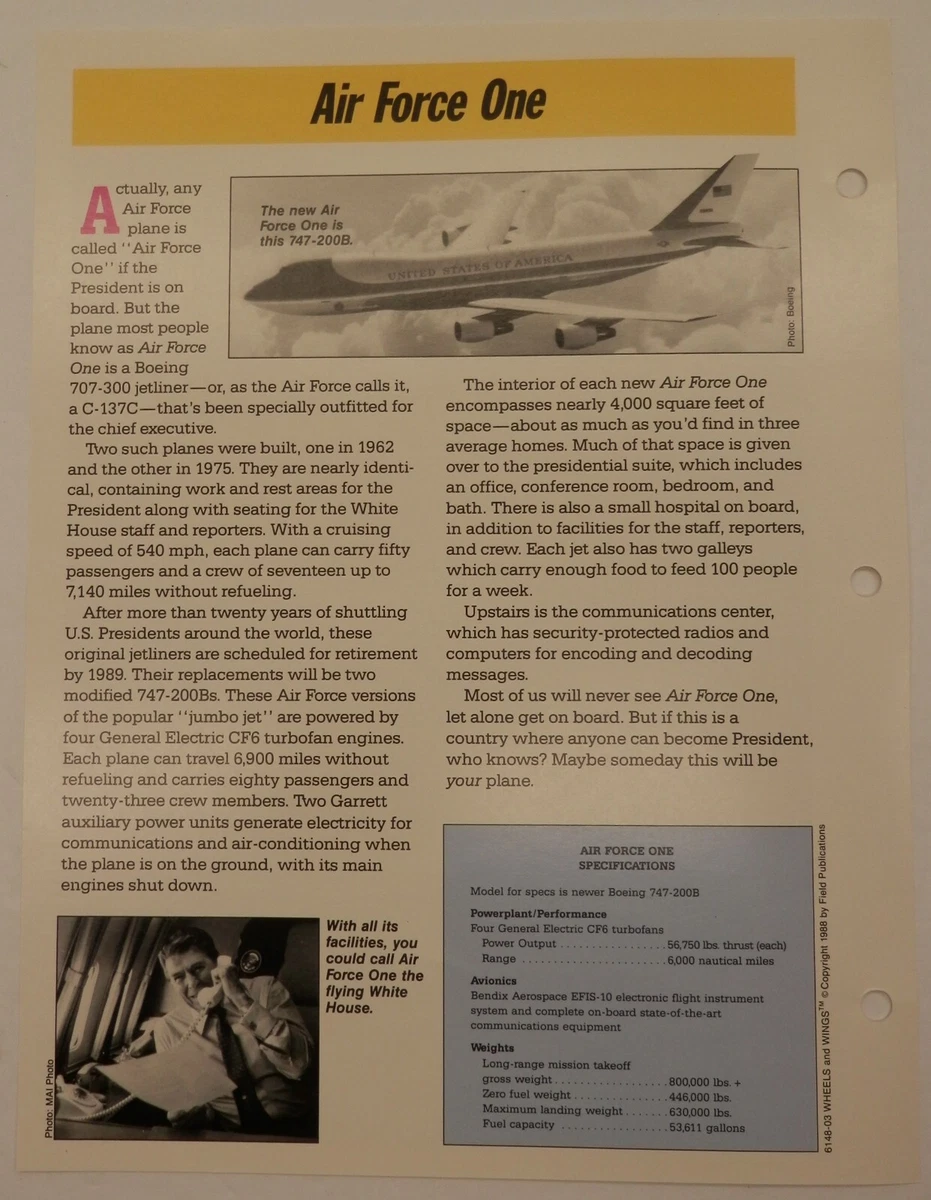 Air Force One
Actually, any
Air Force
plane is
called "Air Force
One" if the
President is on
board. But the
plane most people
know as Air Force
One is a Boeing
707-300 jetliner—or, as the Air Force calls it,
a C-137C—that's been specially outfitted for
the chief executive.
Two such planes were built, one in 1962
and the other in 1975. They are nearly identi-
cal, containing work and rest areas for the
President along with seating for the White
House staff and reporters. With a cruising
speed of 540 mph, each plane can carry fifty
passengers and a crew of seventeen up to
7,140 miles without refueling.
After more than twenty years of shuttling
U.S. Presidents around the world, these
original jetliners are scheduled for retirement
by 1989. Their replacements will be two
modified 747-200Bs. These Air Force versions
of the popular "jumbo jet" are powered by
four General Electric CF6 turbofan engines.
Each plane can travel 6,900 miles without
refueling and carries eighty passengers and
twenty-three crew members. Two Garrett
auxiliary power units generate electricity for
communications and air-conditioning when
the plane is on the ground, with its main
engines shut down.
The new Air
Force One is
this 747-200B.
UNITED STATES OF AMERICA
Photo: Boeing
The interior of each new Air Force One
encompasses nearly 4,000 square feet of
space—about as much as you'd find in three
average homes. Much of that space is given
over to the presidential suite, which includes
an office, conference room, bedroom, and
bath. There is also a small hospital on board,
in addition to facilities for the staff, reporters,
and crew. Each jet also has two galleys
which carry enough food to feed 100 people
for a week.
Upstairs is the communications center,
which has security-protected radios and
computers for encoding and decoding
messages.
Most of us will never see Air Force One,
let alone get on board. But if this is a
country where anyone can become President,
who knows? Maybe someday this will be
your plane.
Photo: MAI Photo
With all its
facilities, you
could call Air
Force One the
flying White
House.
AIR FORCE ONE
SPECIFICATIONS
Model for specs is newer Boeing 747-200B
Powerplant/Performance
Four General Electric CF6 turbofans
Power Output . . . . . . . . . . . . . . . . 56,750 lbs. thrust (each)
Range . . . . . . . . . . . . . . . . . . . . . 6,000 nautical miles
Avionics
Bendix Aerospace EFIS-10 electronic flight instrument
system and complete on-board state-of-the-art
communications equipment
Weights
Long-range mission takeoff
gross weight . . . . . . . . . . . . . . . . . 800,000 lbs. +
Zero fuel weight . . . . . . . . . . . . . . 446,000 lbs.
Maximum landing weight . . . . . . . 630,000 lbs.
Fuel capacity . . . . . . . . . . . . . . . . 53,611 gallons
6148-03 WHEELS and WINGS™ © Copyright 1988 by Field Publications